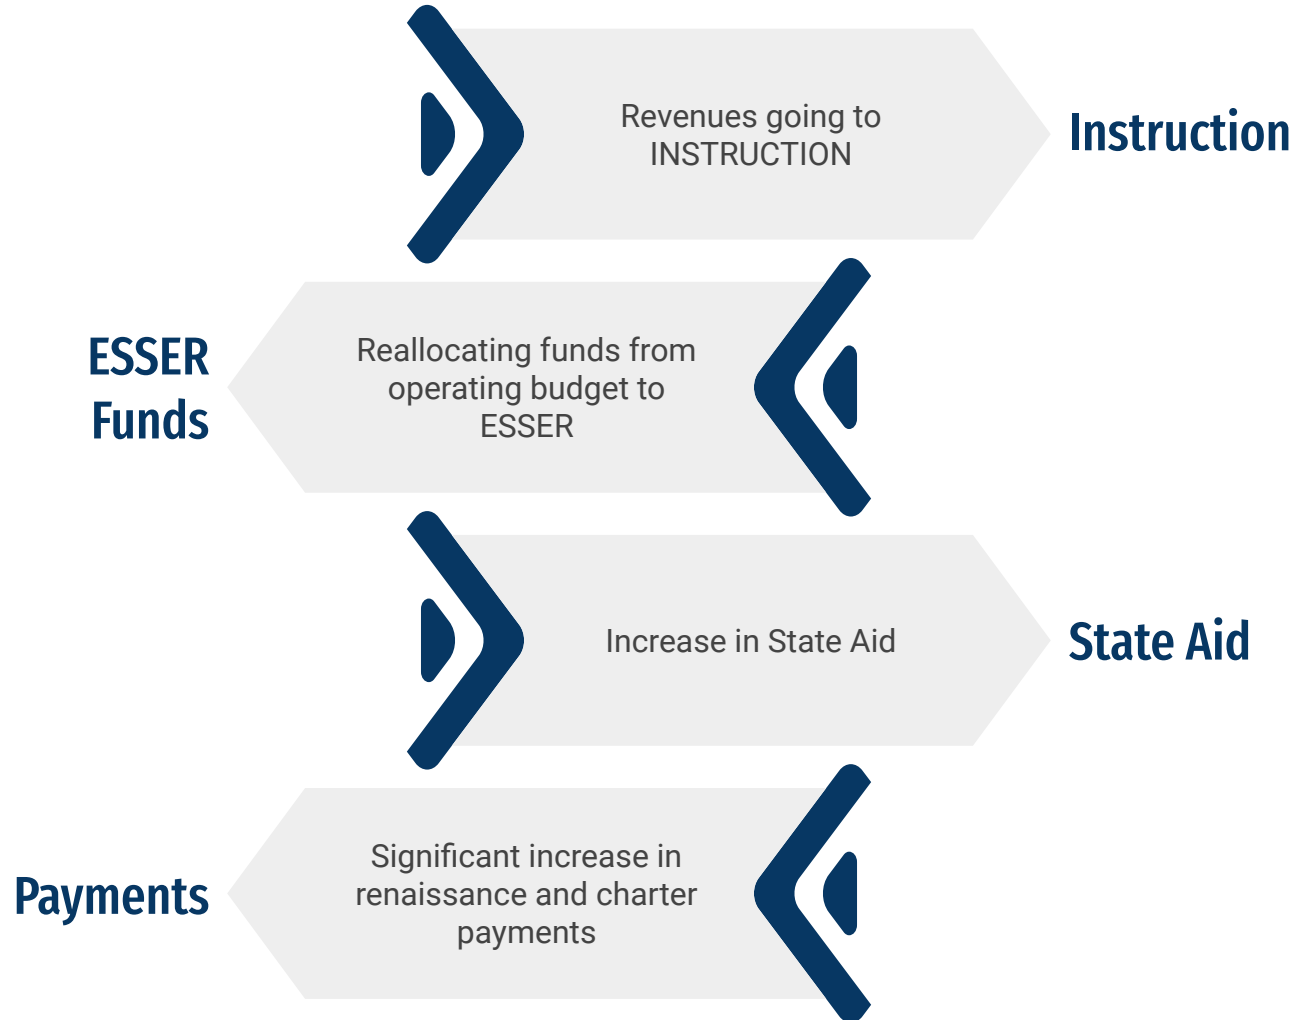 Revenues going to
INSTRUCTION
Instruction
ESSER
Funds
Reallocating funds from
operating budget to
ESSER
Increase in State Aid
State Aid
Payments
Significant increase in
renaissance and charter
payments